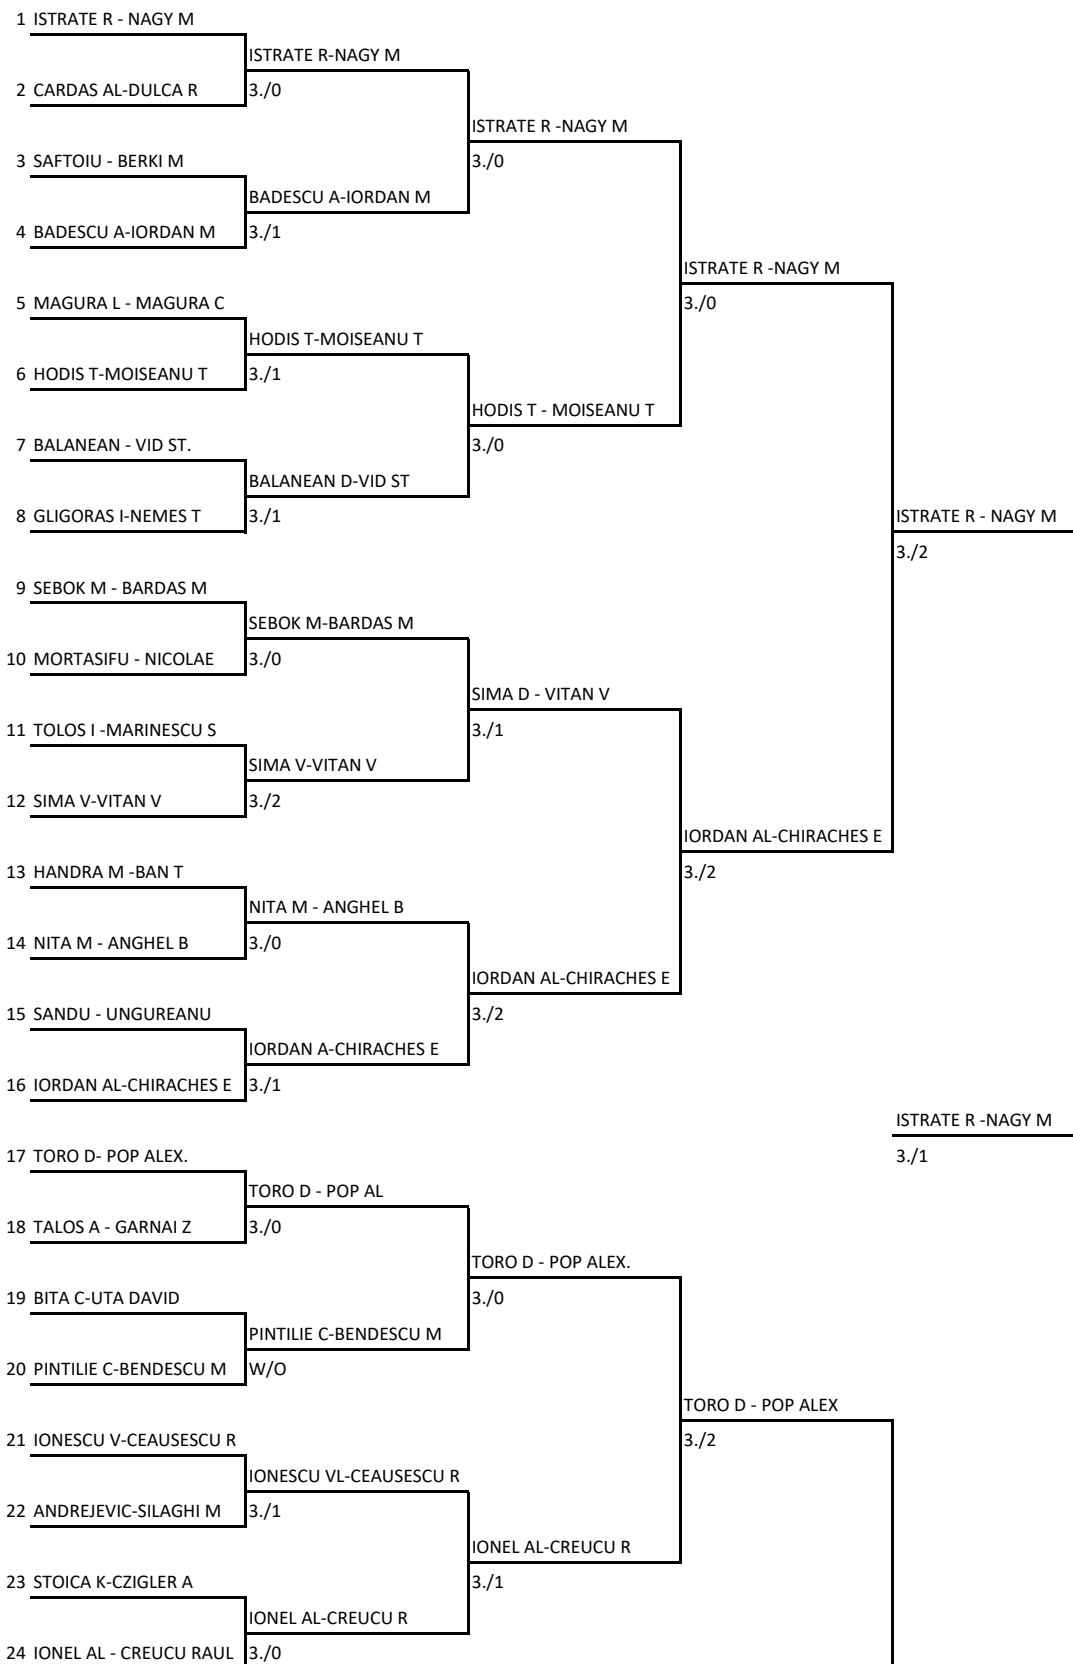 1 ISTRATE R - NAGY M
ISTRATE R-NAGY M
2 CARDAS AL-DULCA R 3./0
ISTRATE R -NAGY M
3 SAFTOIU - BERKI M 3./0
BADESCU A-IORDAN M
4 BADESCU A-IORDAN M 3./1
ISTRATE R -NAGY M
5 MAGURA L - MAGURA C 3./0
HODIS T-MOISEANU T
6 HODIS T-MOISEANU T 3./1
HODIS T - MOISEANU T
7 BALANEAN - VID ST. 3./0
BALANEAN D-VID ST
8 GLIGORAS I-NEMES T 3./1 ISTRATE R - NAGY M
3./2
9 SEBOK M - BARDAS M
SEBOK M-BARDAS M
10 MORTASIFU - NICOLAE 3./0
SIMA D - VITAN V
11 TOLOS I -MARINESCU S 3./1
SIMA V-VITAN V
12 SIMA V-VITAN V 3./2
IORDAN AL-CHIRACHES E
13 HANDRA M -BAN T 3./2
NITA M - ANGHEL B
14 NITA M - ANGHEL B 3./0
IORDAN AL-CHIRACHES E
15 SANDU - UNGUREANU 3./2
IORDAN A-CHIRACHES E
16 IORDAN AL-CHIRACHES E 3./1
ISTRATE R -NAGY M
17 TORO D- POP ALEX. 3./1
TORO D - POP AL
18 TALOS A - GARNAI Z 3./0
TORO D - POP ALEX.
19 BITA C-UTA DAVID 3./0
PINTILIE C-BENDESCU M
20 PINTILIE C-BENDESCU M W/O
TORO D - POP ALEX
21 IONESCU V-CEAUSESCU R 3./2
IONESCU VL-CEAUSESCU R
22 ANDREJEVIC-SILAGHI M 3./1
IONEL AL-CREUCU R
23 STOICA K-CZIGLER A 3./1
IONEL AL-CREUCU R
24 IONEL AL - CREUCU RAUL 3./0